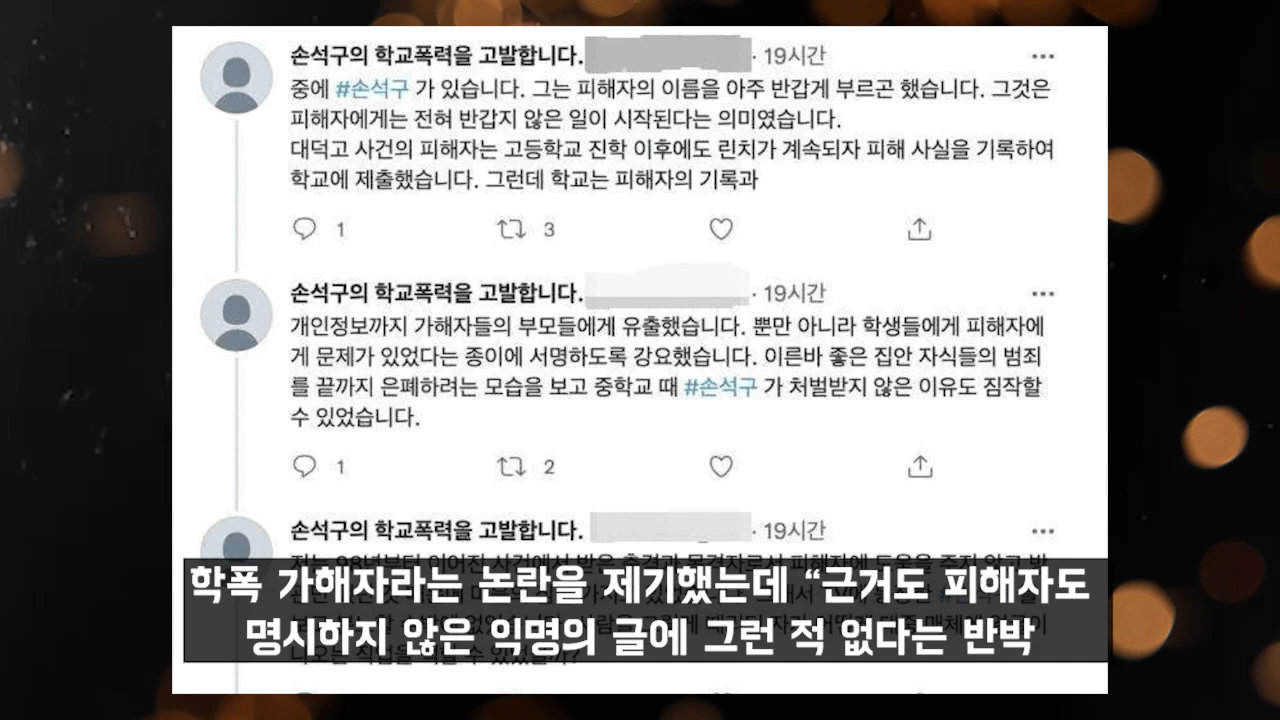 손석구의 학교폭력을 고발합니다. · 19시간
중에 #손석구 가 있습니다. 그는 피해자의 이름을 아주 반갑게 부르곤 했습니다. 그것은
피해자에게는 전혀 반갑지 않은 일이 시작된다는 의미였습니다.
대덕고 사건의 피해자는 고등학교 진학 이후에도 린치가 계속되자 피해 사실을 기록하여
학교에 제출했습니다. 그런데 학교는 피해자의 기록과
1 3
손석구의 학교폭력을 고발합니다. · 19시간
개인정보까지 가해자들의 부모들에게 유출했습니다. 뿐만 아니라 학생들에게 피해자에
게 문제가 있었다는 종이에 서명하도록 강요했습니다. 이른바 좋은 집안 자식들의 범죄
를 끝까지 은폐하려는 모습을 보고 중학교 때 #손석구 가 처벌받지 않은 이유도 짐작할
수 있었습니다.
1 2
손석구의 학교폭력을 고발합니다. · 19시간
학폭 가해자라는 논란을 제기했는데 “근거도 피해자도
명시하지 않은 익명의 글에 그런 적 없다는 반박